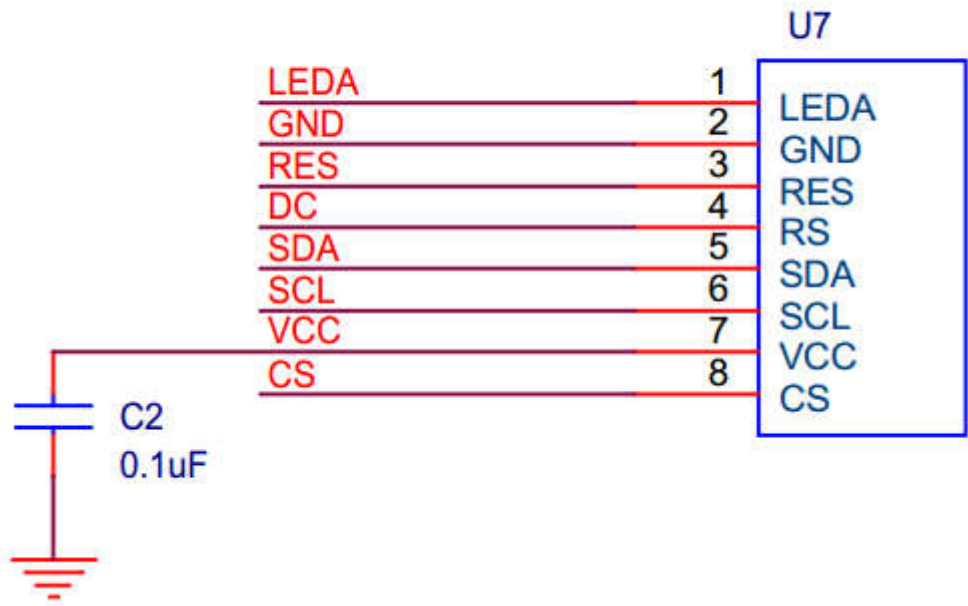 U7
LEDA 1 LEDA
GND 2 GND
RES 3 RES
DC 4 RS
SDA 5 SDA
SCL 6 SCL
VCC 7 VCC
CS 8 CS
C2
0.1uF